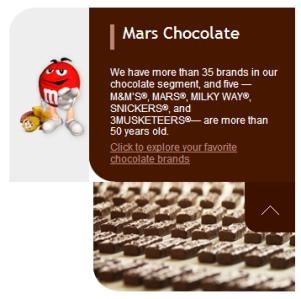 Mars Chocolate
We have more than 35 brands in our
chocolate segment, and five —
M&M'S®, MARS®, MILKY WAY®,
SNICKERS®, and
3MUSKETEERS®— are more than
50 years old.
Click to explore your favorite
chocolate brands